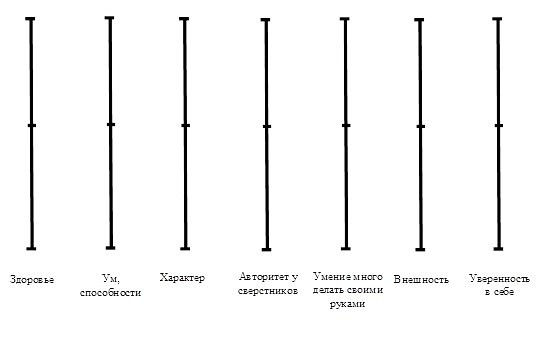 Здоровье
Ум,
способности
Характер
Авторитет у
сверстников
Умение много
делать своими
руками
Внешность
Уверенность
в себе